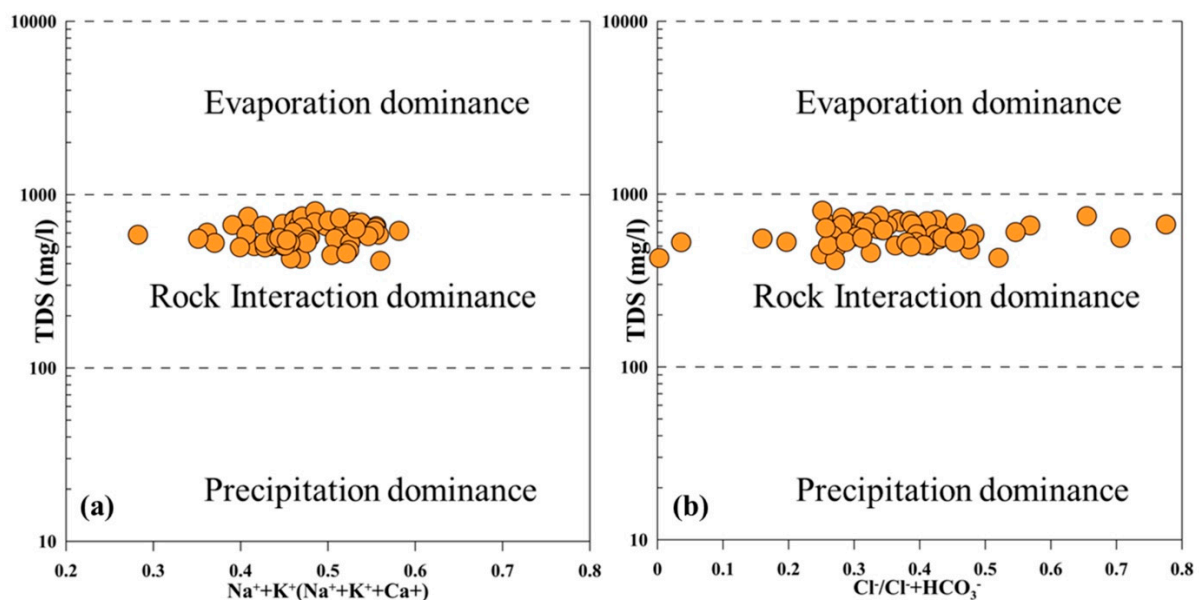 10000
1000
100
10
TDS (mg/l)
Evaporation dominance
Rock Interaction dominance
Precipitation dominance
(a)
0.2 0.3 0.4 0.5 0.6 0.7 0.8
Na⁺+K⁺(Na⁺+K⁺+Ca+)
10000
1000
100
10
TDS (mg/l)
Evaporation dominance
Rock Interaction dominance
Precipitation dominance
(b)
0 0.1 0.2 0.3 0.4 0.5 0.6 0.7 0.8
Cl⁻/Cl⁻+HCO₃⁻